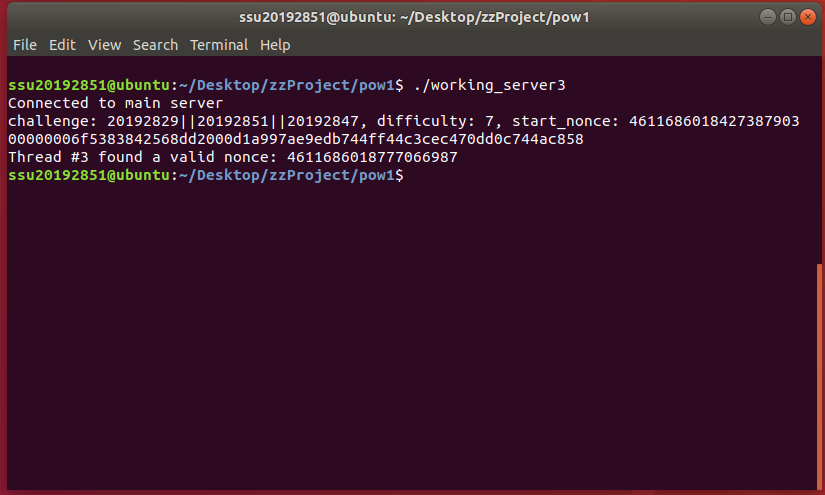 ssu20192851@ubuntu: ~/Desktop/zzProject/pow1
File Edit View Search Terminal Help
ssu20192851@ubuntu:~/Desktop/zzProject/pow1$ ./working_server3
Connected to main server
challenge: 20192829||20192851||20192847, difficulty: 7, start_nonce: 4611686018427387903
00000006f5383842568dd2000d1a997ae9edb744ff44c3cec470dd0c744ac858
Thread #3 found a valid nonce: 4611686018777066987
ssu20192851@ubuntu:~/Desktop/zzProject/pow1$